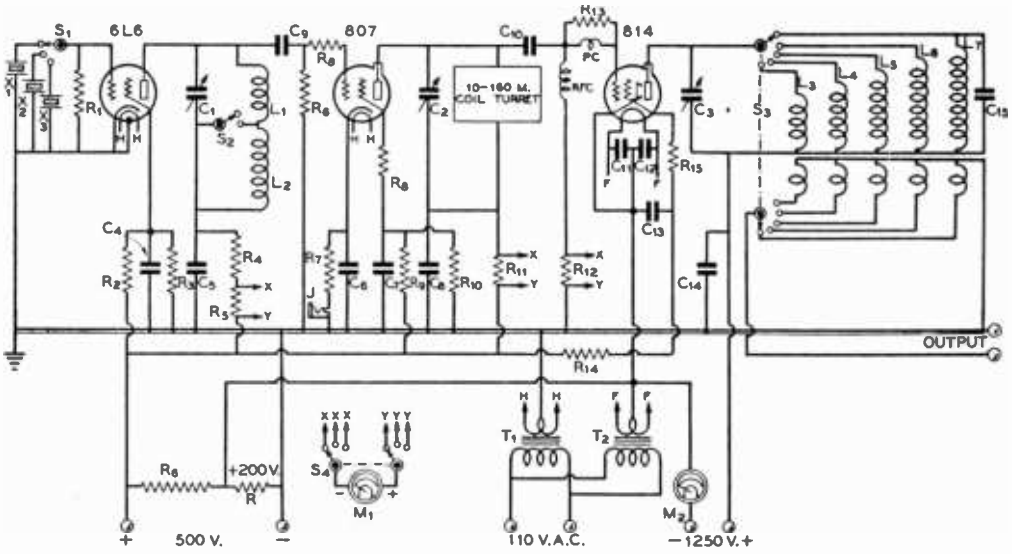 S1
6L6
C9
R8
807
C10
R13
PC
814
X1
X2
X3
R1
H
H
C1
S2
L1
L2
R6
H
H
C2
10-160 M.
COIL TURRET
RFC
C11
C12
F
F
R15
C3
S3
L3
L4
L5
L6
L7
C15
R8
C4
R2
R3
C5
R4
X
R5
Y
R7
J
C6
C7
R9
C8
R10
R11
X
Y
R12
X
Y
C13
C14
R14
OUTPUT
X X X
Y Y Y
S4
- +
M1
H H
T1
F F
T2
R6
+200 V.
R
M2
+ 500 V. -
110 V. A.C.
- 1250 V. +